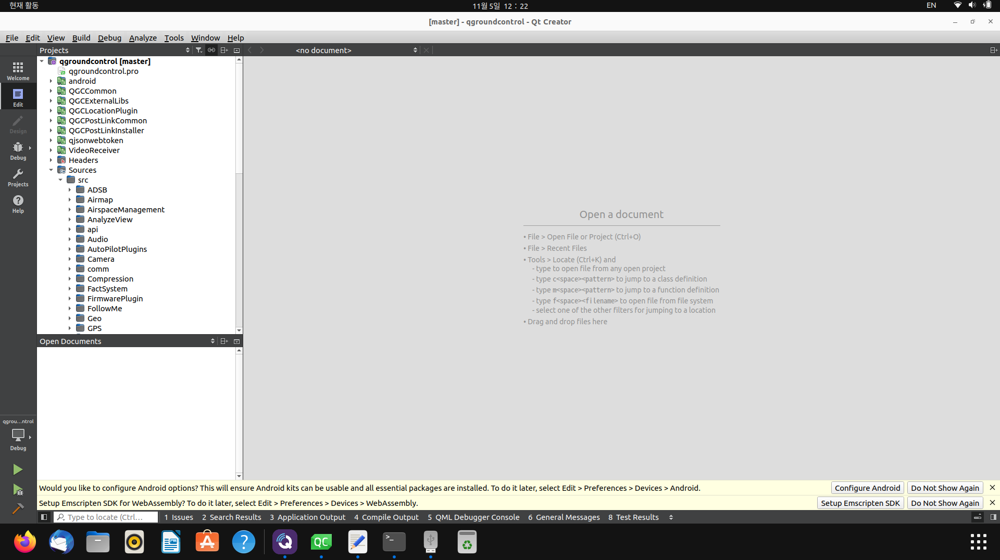 현재 활동
11월 5일 12 : 22
EN
[master] - qgroundcontrol - Qt Creator
File Edit View Build Debug Analyze Tools Window Help
Projects
<no document>
Welcome
Edit
Design
Debug
Projects
Help
qgroundcontrol [master]
qgroundcontrol.pro
android
QGCCommon
QGCExternalLibs
QGCLocationPlugin
QGCPostLinkCommon
QGCPostLinkInstaller
qjsonwebtoken
VideoReceiver
Headers
Sources
src
ADSB
Airmap
AirspaceManagement
AnalyzeView
api
Audio
AutoPilotPlugins
Camera
comm
Compression
FactSystem
FirmwarePlugin
FollowMe
Geo
GPS
Open Documents
Open a document
• File > Open File or Project (Ctrl+O)
• File > Recent Files
• Tools > Locate (Ctrl+K) and
- type to open file from any open project
- type c<space><pattern> to jump to a class definition
- type m<space><pattern> to jump to a function definition
- type f<space><filename> to open file from file system
- select one of the other filters for jumping to a location
• Drag and drop files here
qgrou...ntrol
Debug
Would you like to configure Android options? This will ensure Android kits can be usable and all essential packages are installed. To do it later, select Edit > Preferences > Devices > Android.
Configure Android
Do Not Show Again
Setup Emscripten SDK for WebAssembly? To do it later, select Edit > Preferences > Devices > WebAssembly.
Setup Emscripten SDK
Do Not Show Again
Type to locate (Ctrl...
1 Issues
2 Search Results
3 Application Output
4 Compile Output
5 QML Debugger Console
6 General Messages
8 Test Results
QC